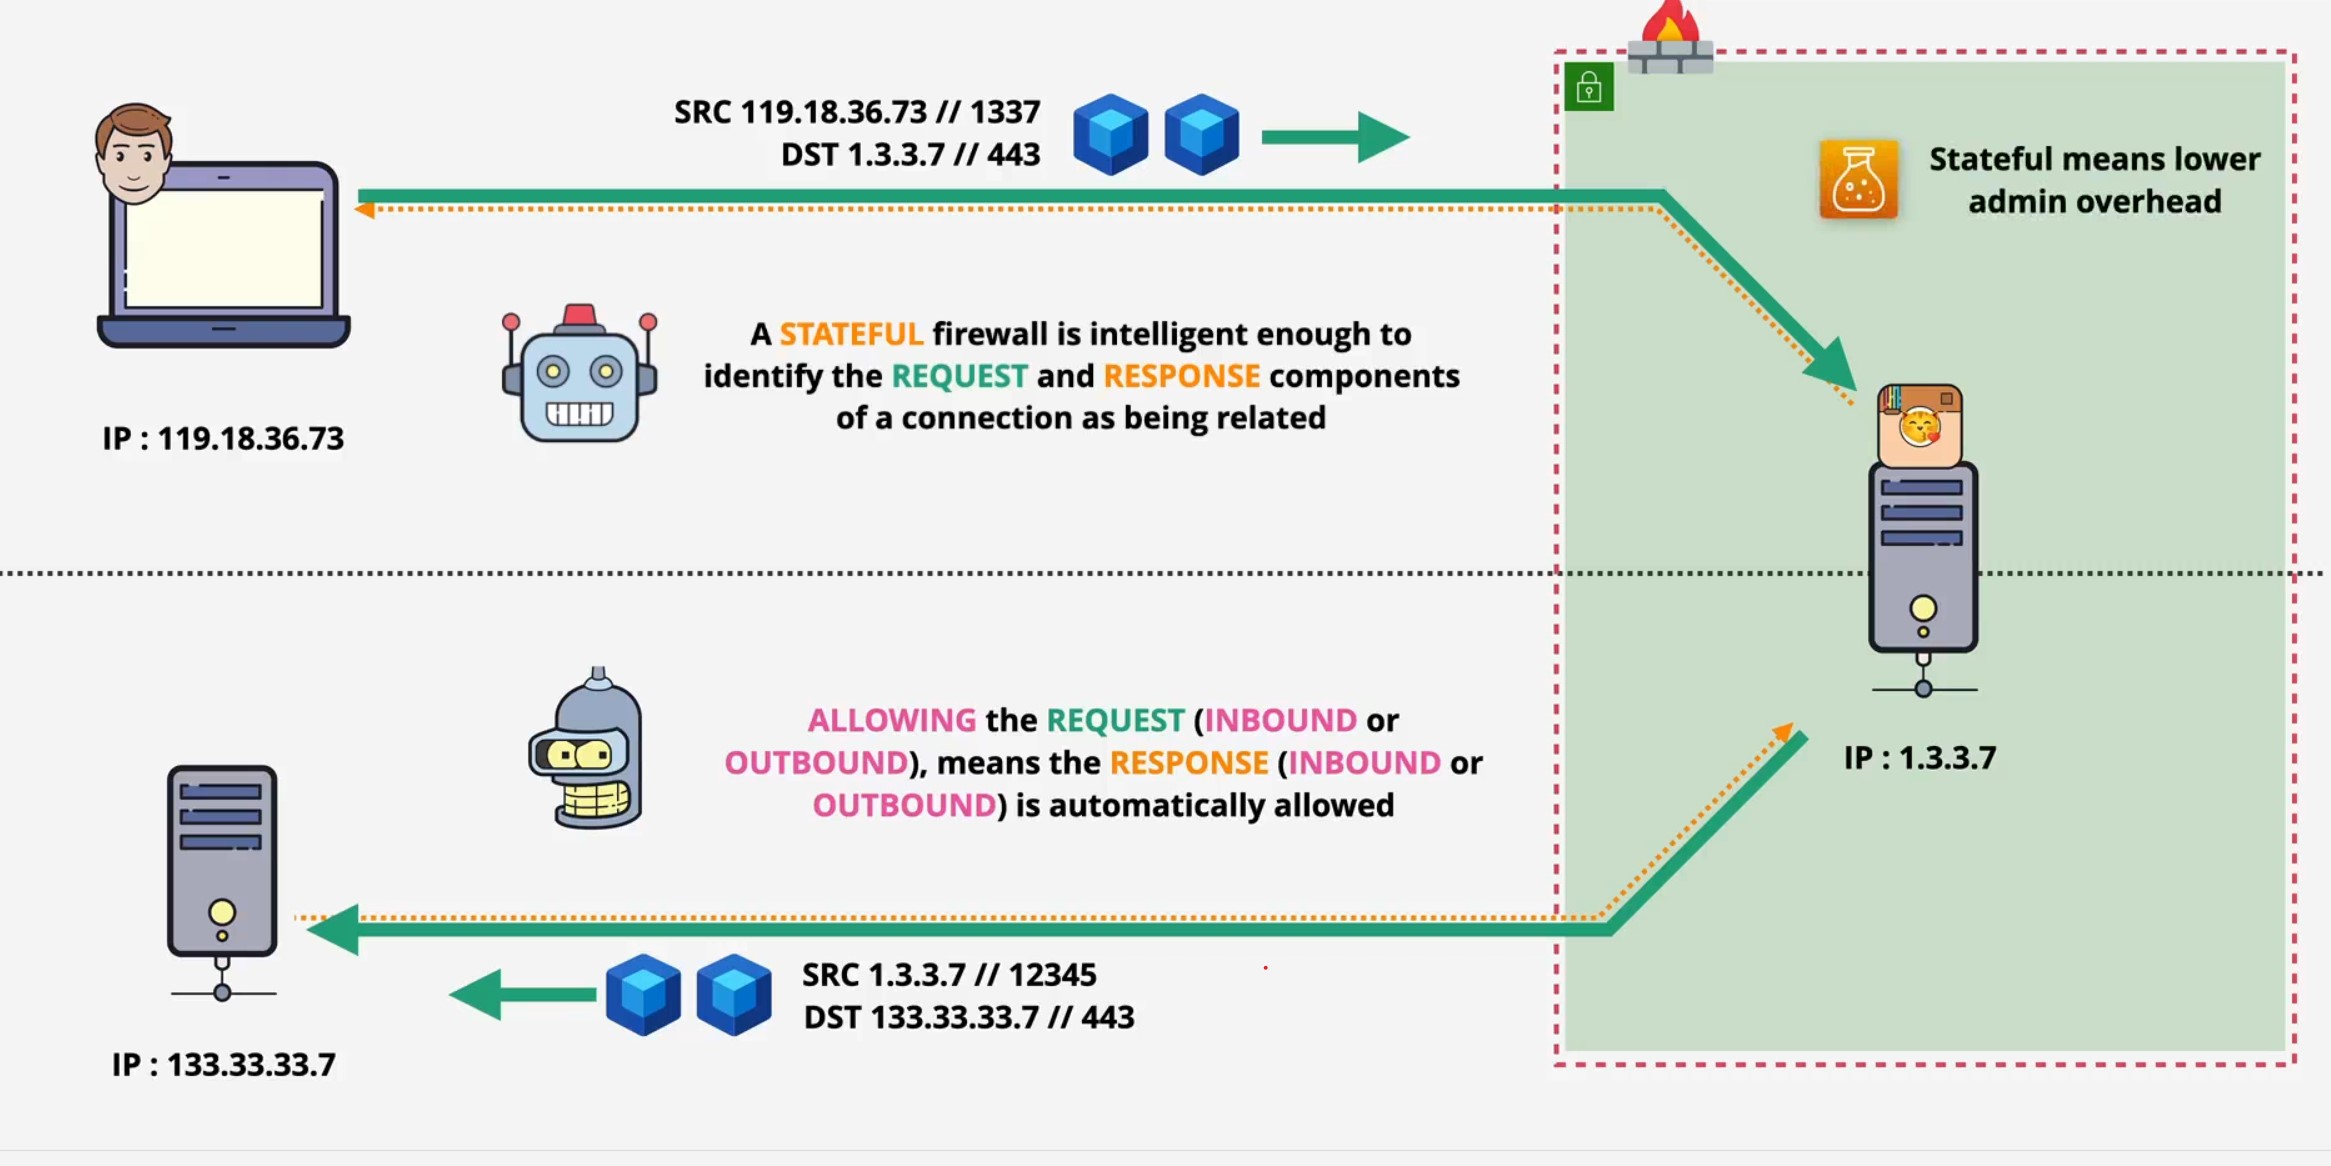 SRC 119.18.36.73 // 1337
DST 1.3.3.7 // 443
Stateful means lower
admin overhead
A STATEFUL firewall is intelligent enough to
identify the REQUEST and RESPONSE components
of a connection as being related
IP : 119.18.36.73
ALLOWING the REQUEST (INBOUND or
OUTBOUND), means the RESPONSE (INBOUND or
OUTBOUND) is automatically allowed
IP : 1.3.3.7
SRC 1.3.3.7 // 12345
DST 133.33.33.7 // 443
IP : 133.33.33.7